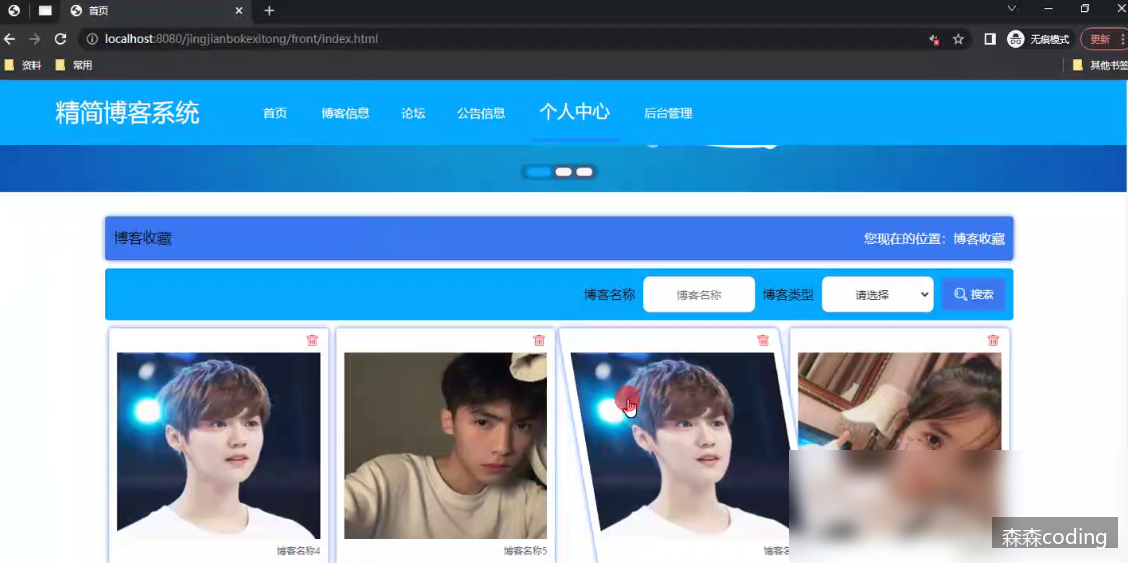 首页
localhost:8080/jingjianbokexitong/front/index.html
无痕模式
更新
资料
常用
其他书签
精简博客系统
首页
博客信息
论坛
公告信息
个人中心
后台管理
博客收藏
您现在的位置：博客收藏
博客名称
博客名称
博客类型
请选择
搜索
博客名称4
博客名称5
博客名
森森coding